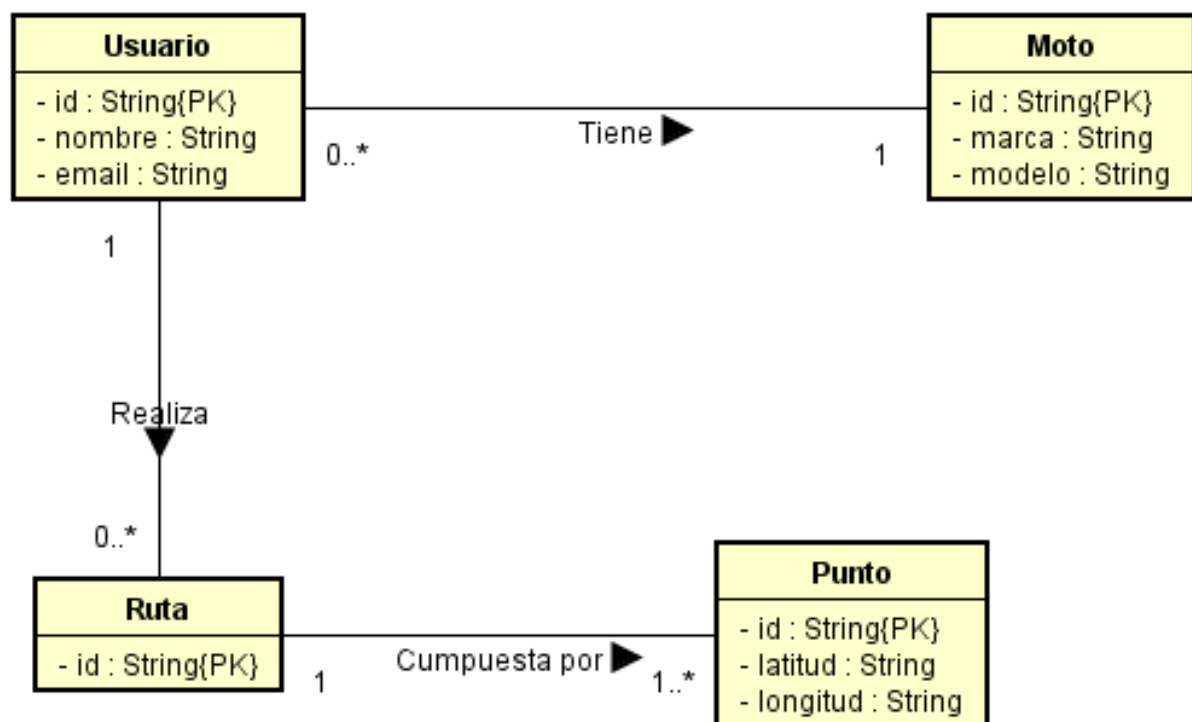 Usuario
- id : String{PK}
- nombre : String
- email : String
Moto
- id : String{PK}
- marca : String
- modelo : String
Tiene
0..*
1
1
Realiza
0..*
Ruta
- id : String{PK}
Cumpuesta por
1
1..*
Punto
- id : String{PK}
- latitud : String
- longitud : String